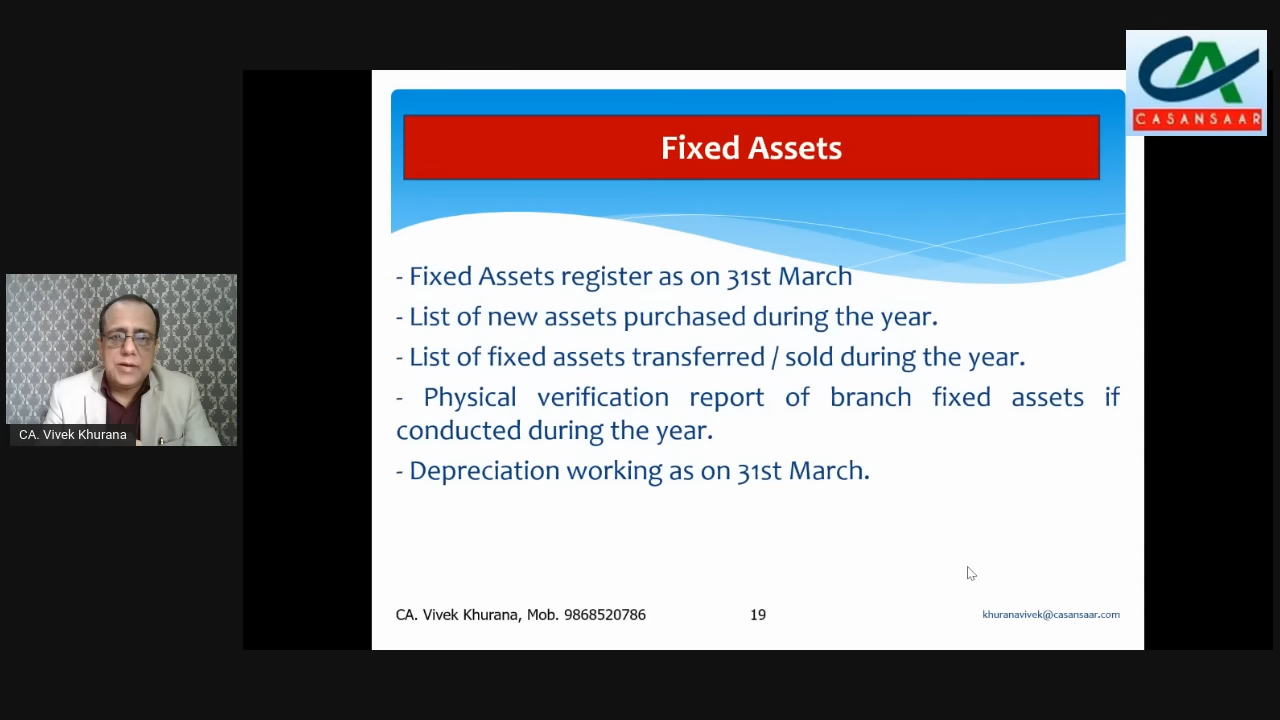 CASANSAAR
Fixed Assets
- Fixed Assets register as on 31st March
- List of new assets purchased during the year.
- List of fixed assets transferred / sold during the year.
- Physical verification report of branch fixed assets if
conducted during the year.
- Depreciation working as on 31st March.
CA. Vivek Khurana
CA. Vivek Khurana, Mob. 9868520786 19 khuranavivek@casansaar.com